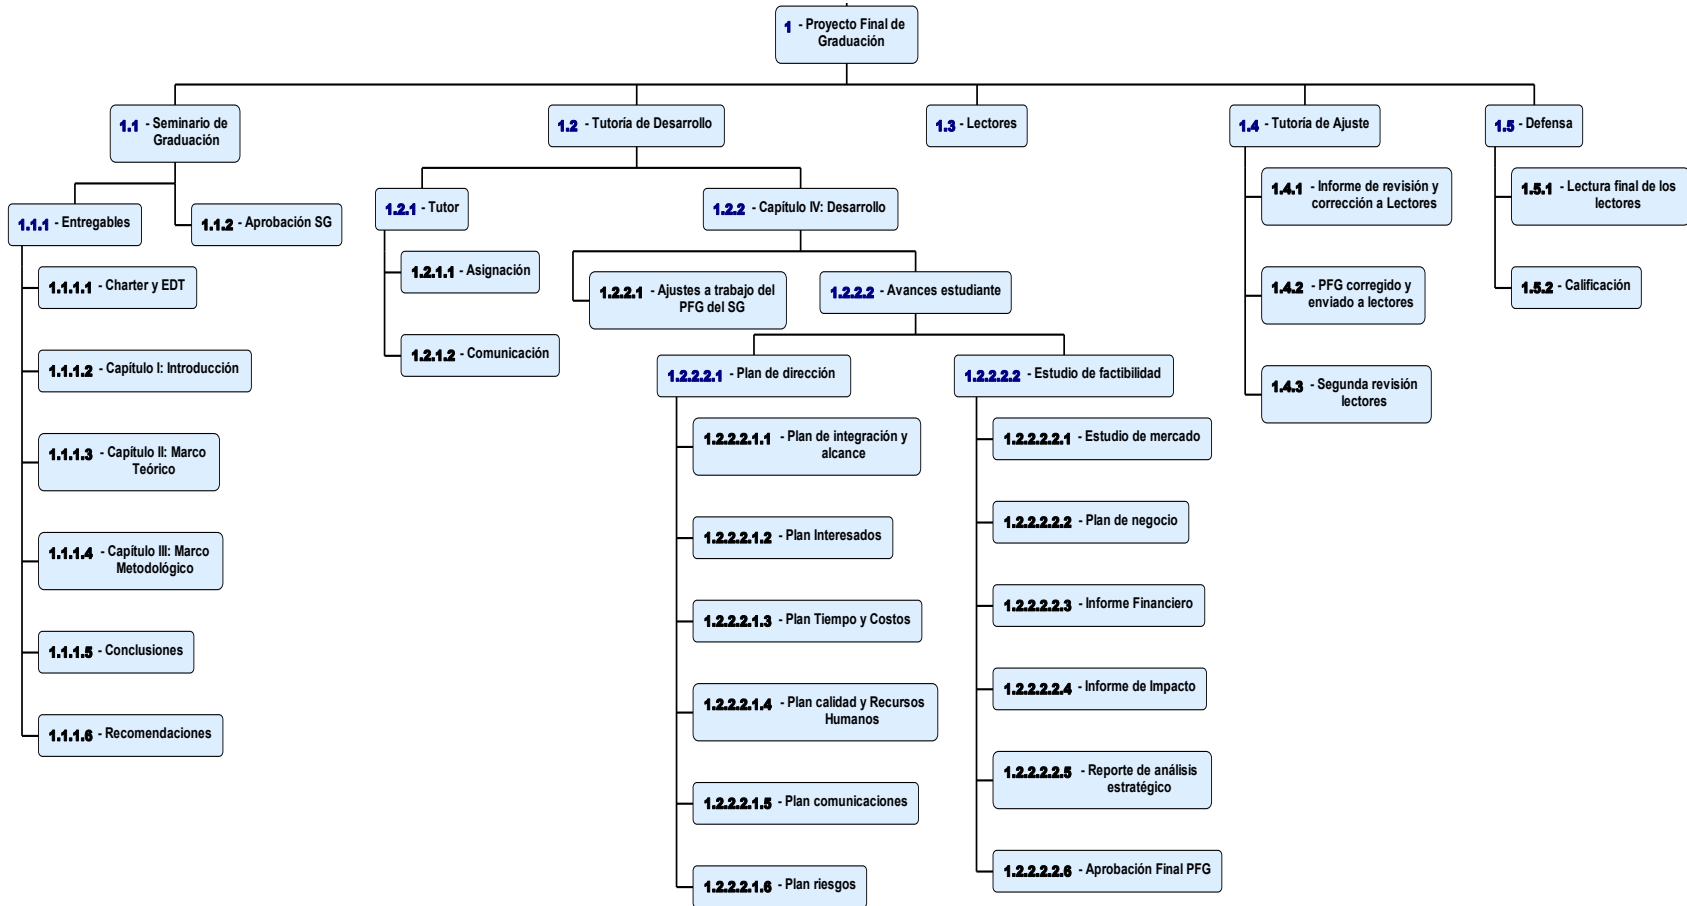 1 - Proyecto Final de
Graduación
1.1 - Seminario de
Graduación
1.2 - Tutoría de Desarrollo
1.3 - Lectores
1.4 - Tutoría de Ajuste
1.5 - Defensa
1.1.1 - Entregables
1.1.2 - Aprobación SG
1.1.1.1 - Charter y EDT
1.1.1.2 - Capítulo I: Introducción
1.1.1.3 - Capítulo II: Marco
Teórico
1.1.1.4 - Capítulo III: Marco
Metodológico
1.1.1.5 - Conclusiones
1.1.1.6 - Recomendaciones
1.2.1 - Tutor
1.2.1.1 - Asignación
1.2.1.2 - Comunicación
1.2.2 - Capítulo IV: Desarrollo
1.2.2.1 - Ajustes a trabajo del
PFG del SG
1.2.2.2 - Avances estudiante
1.2.2.2.1 - Plan de dirección
1.2.2.2.1.1 - Plan de integración y
alcance
1.2.2.2.1.2 - Plan Interesados
1.2.2.2.1.3 - Plan Tiempo y Costos
1.2.2.2.1.4 - Plan calidad y Recursos
Humanos
1.2.2.2.1.5 - Plan comunicaciones
1.2.2.2.1.6 - Plan riesgos
1.2.2.2.2 - Estudio de factibilidad
1.2.2.2.2.1 - Estudio de mercado
1.2.2.2.2.2 - Plan de negocio
1.2.2.2.2.3 - Informe Financiero
1.2.2.2.2.4 - Informe de Impacto
1.2.2.2.2.5 - Reporte de análisis
estratégico
1.2.2.2.2.6 - Aprobación Final PFG
1.4.1 - Informe de revisión y
corrección a Lectores
1.4.2 - PFG corregido y
enviado a lectores
1.4.3 - Segunda revisión
lectores
1.5.1 - Lectura final de los
lectores
1.5.2 - Calificación